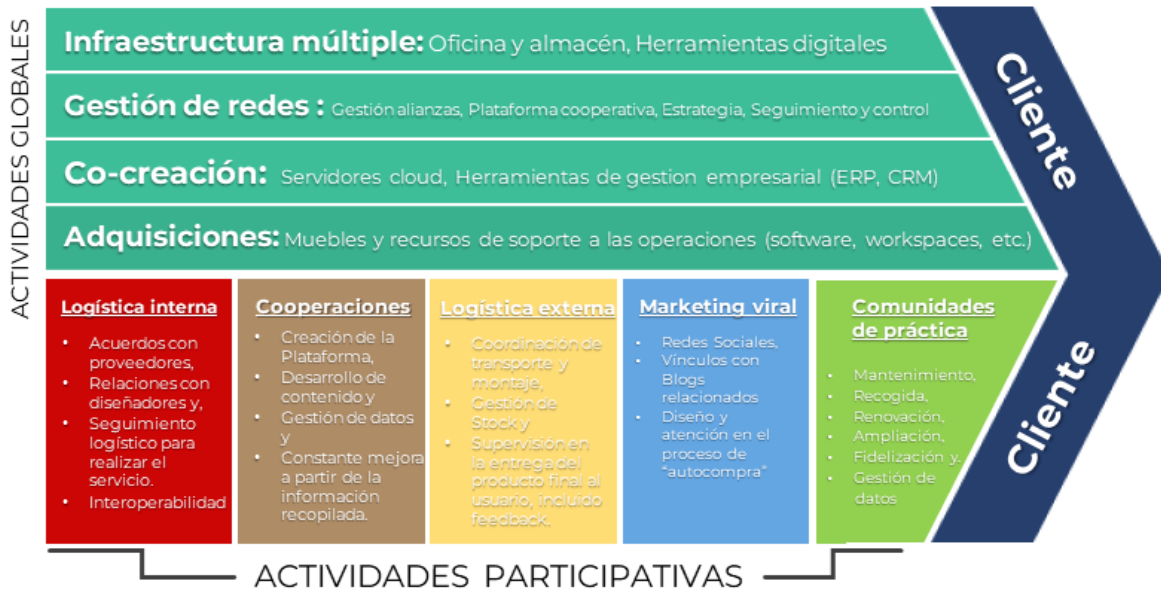 ACTIVIDADES GLOBALES
Infraestructura múltiple: Oficina y almacén, Herramientas digitales
Gestión de redes : Gestión alianzas, Plataforma cooperativa, Estrategia, Seguimiento y control
Co-creación: Servidores cloud, Herramientas de gestion empresarial (ERP, CRM)
Adquisiciones: Muebles y recursos de soporte a las operaciones (software, workspaces, etc.)
Cliente
Cliente
Logística interna
• Acuerdos con
proveedores,
• Relaciones con
diseñadores y,
• Seguimiento
logístico para
realizar el
servicio.
• Interoperabilidad
Cooperaciones
• Creación de la
Plataforma,
• Desarrollo de
contenido y
• Gestión de datos
y
• Constante mejora
a partir de la
información
recopilada.
Logística externa
• Coordinación de
transporte y
montaje,
• Gestión de
Stock y
• Supervisión en
la entrega del
producto final al
usuario, incluido
feedback.
Marketing viral
• Redes Sociales,
• Vínculos con
Blogs
relacionados
• Diseño y
atención en el
proceso de
"autocompra"
Comunidades
de práctica
• Mantenimiento,
• Recogida,
• Renovación,
• Ampliación,
• Fidelización y.
• Gestión de
datos
ACTIVIDADES PARTICIPATIVAS